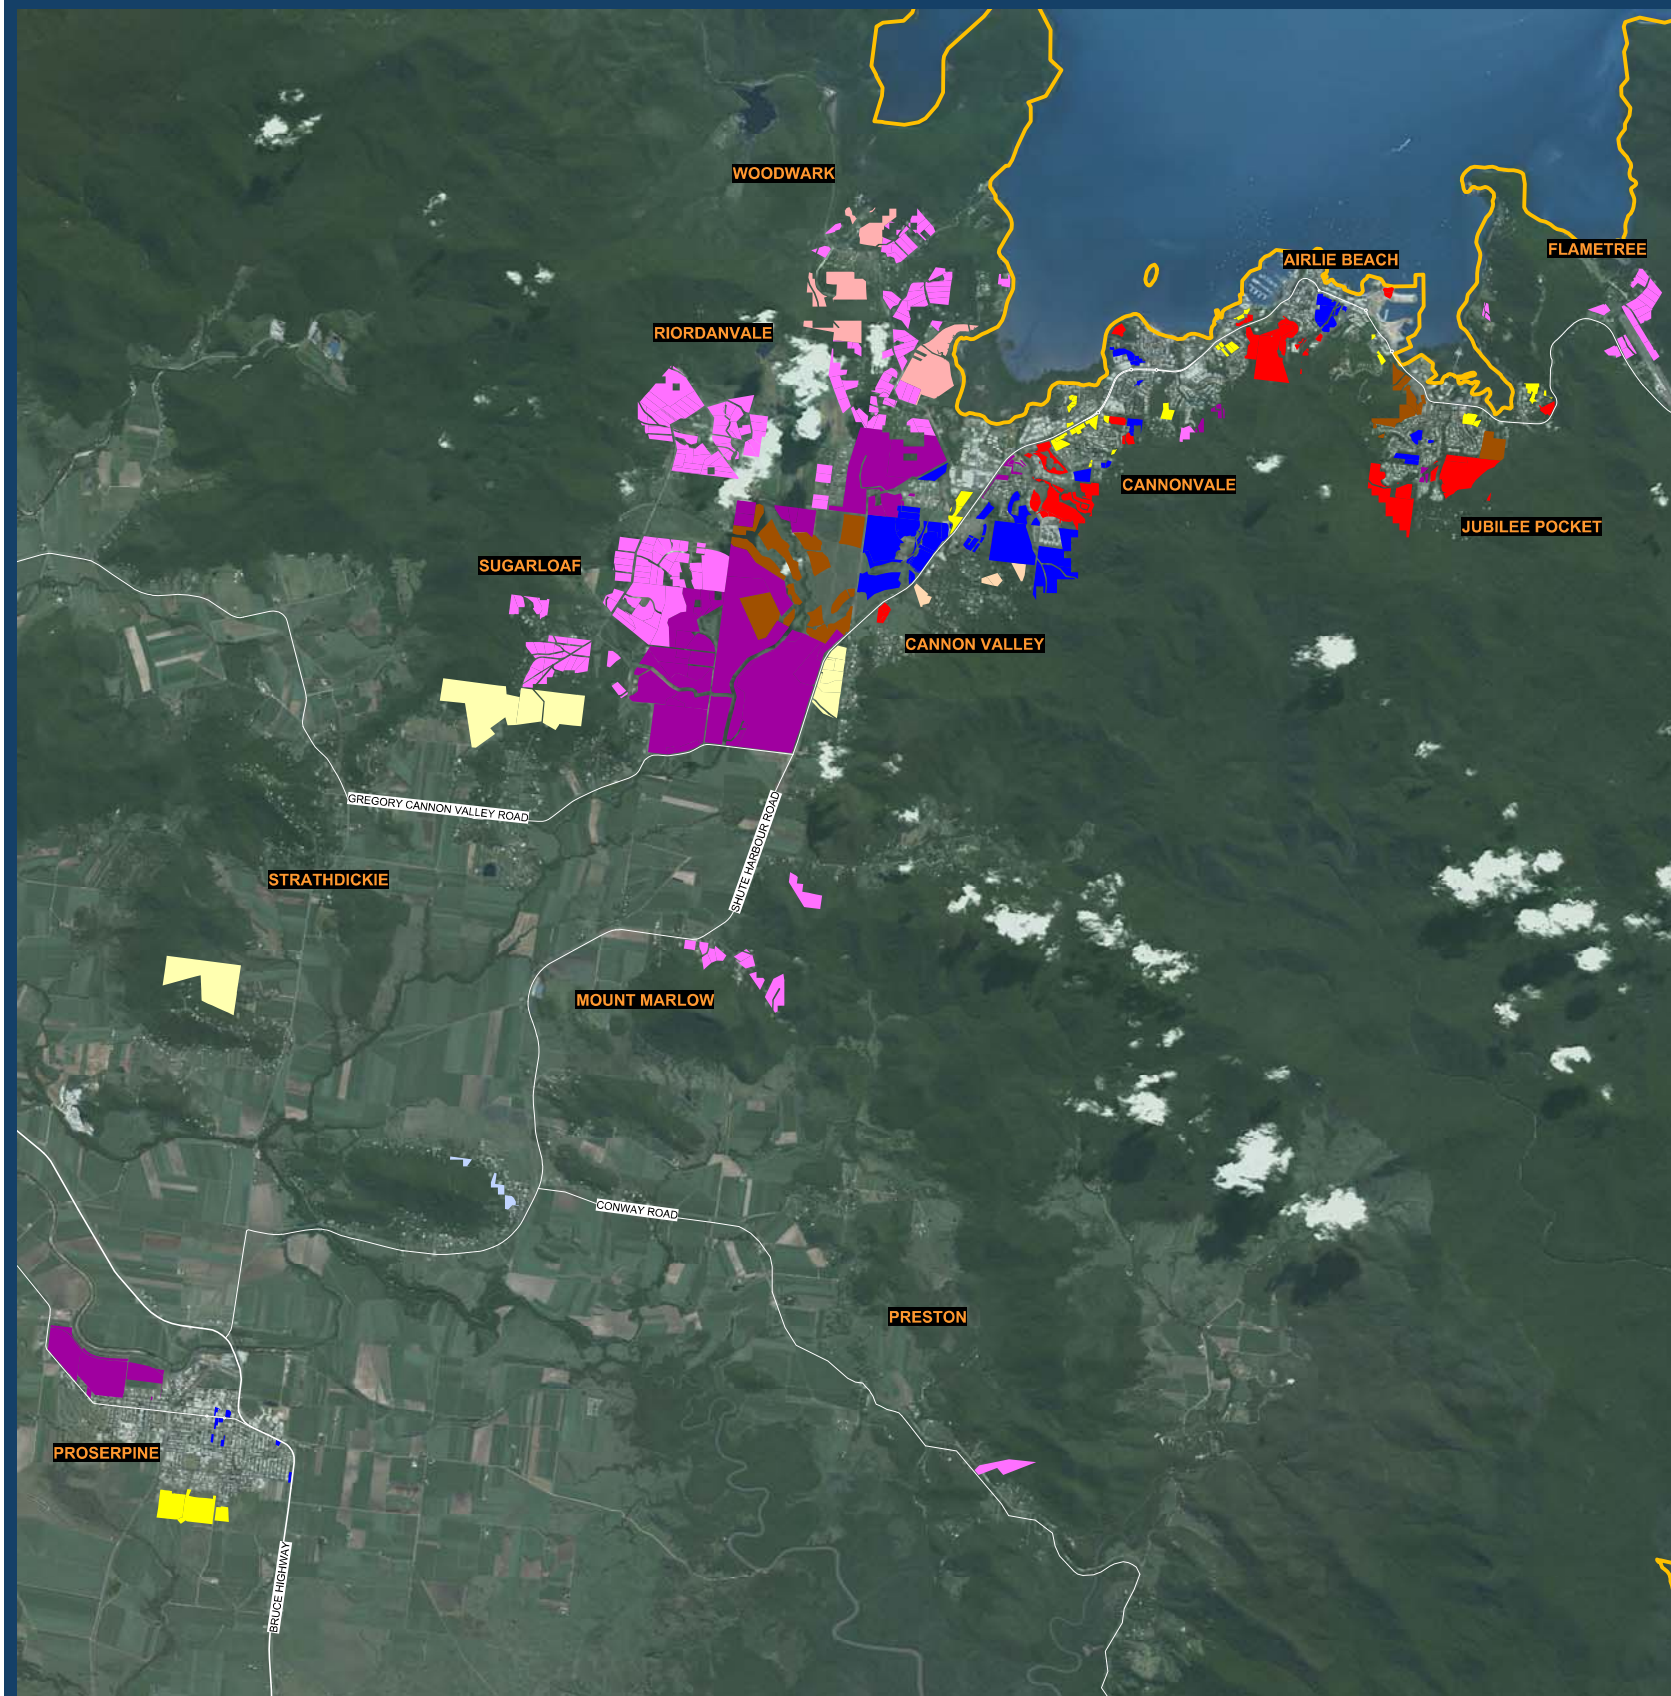 WOODWARK
FLAMETREE
AIRLIE BEACH
RIORDANVALE
CANNONVALE
JUBILEE POCKET
SUGARLOAF
CANNON VALLEY
GREGORY CANNON VALLEY ROAD
SHUTE HARBOUR ROAD
STRATHDICKIE
MOUNT MARLOW
CONWAY ROAD
PRESTON
PROSERPINE
BRUCE HIGHWAY